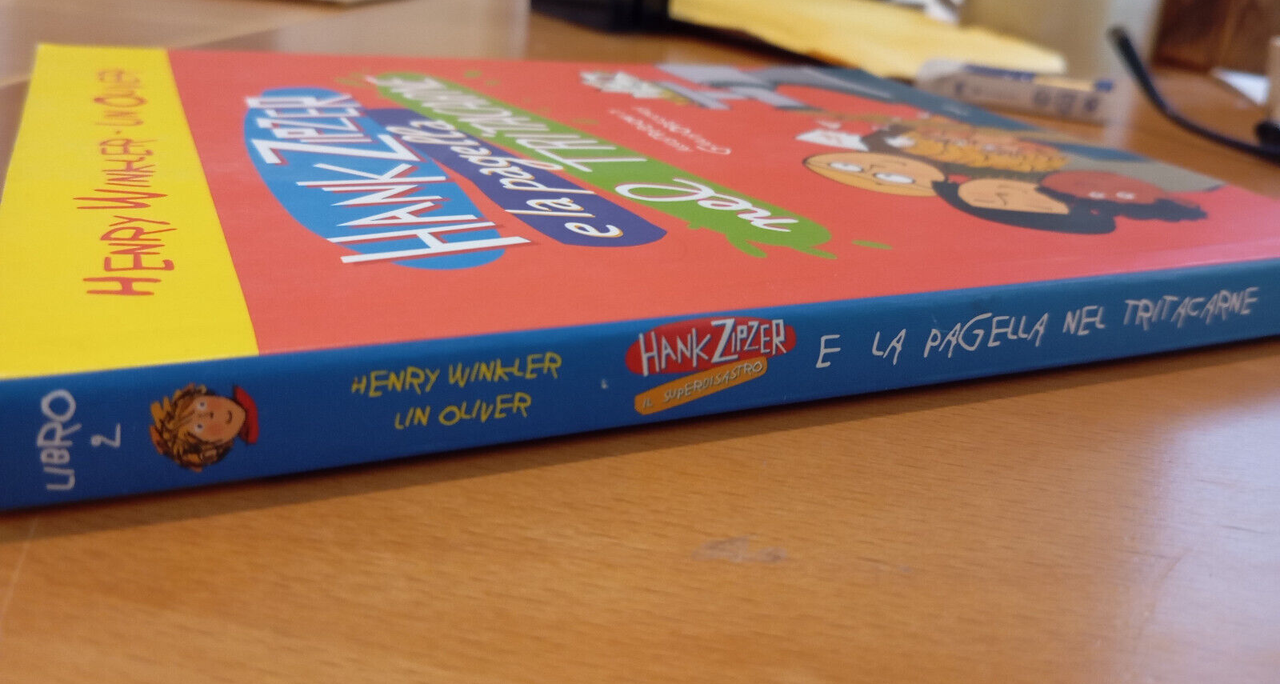 HENRY WINKLER - LIN OLIVER
HANK ZIPZER
e la pagella
nel TRITACARNE
LIBRO
2
HENRY WINKLER
LIN OLIVER
HANK ZIPZER
IL SUPERDISASTRO
E LA PAGELLA NEL TRITACARNE